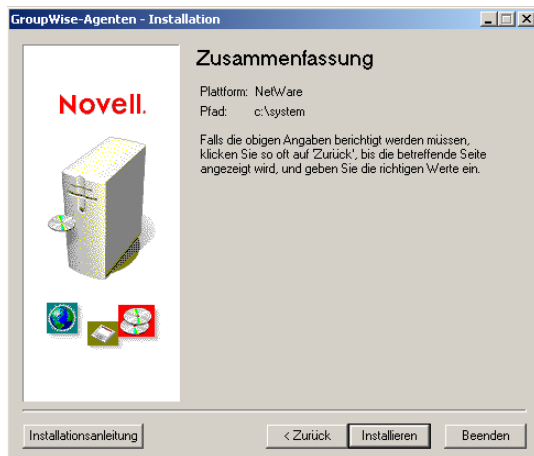 GroupWise-Agenten - Installation
Novell.
Zusammenfassung
Plattform: NetWare
Pfad: c:\system
Falls die obigen Angaben berichtigt werden müssen,
klicken Sie so oft auf 'Zurück', bis die betreffende Seite
angezeigt wird, und geben Sie die richtigen Werte ein.
Installationsanleitung
< Zurück
Installieren
Beenden